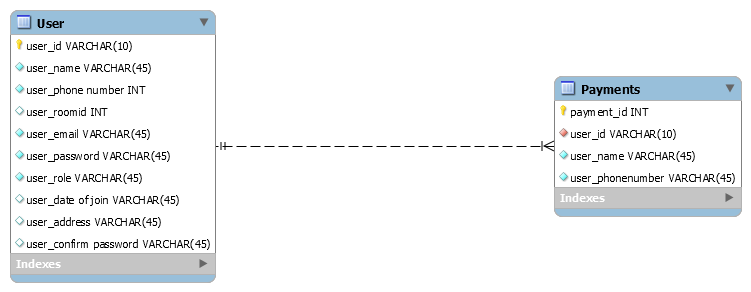 User
user_id VARCHAR(10)
user_name VARCHAR(45)
user_phone number INT
user_roomid INT
user_email VARCHAR(45)
user_password VARCHAR(45)
user_role VARCHAR(45)
user_date of join VARCHAR(45)
user_address VARCHAR(45)
user_confirm password VARCHAR(45)
Indexes
Payments
payment_id INT
user_id VARCHAR(10)
user_name VARCHAR(45)
user_phonenumber VARCHAR(45)
Indexes